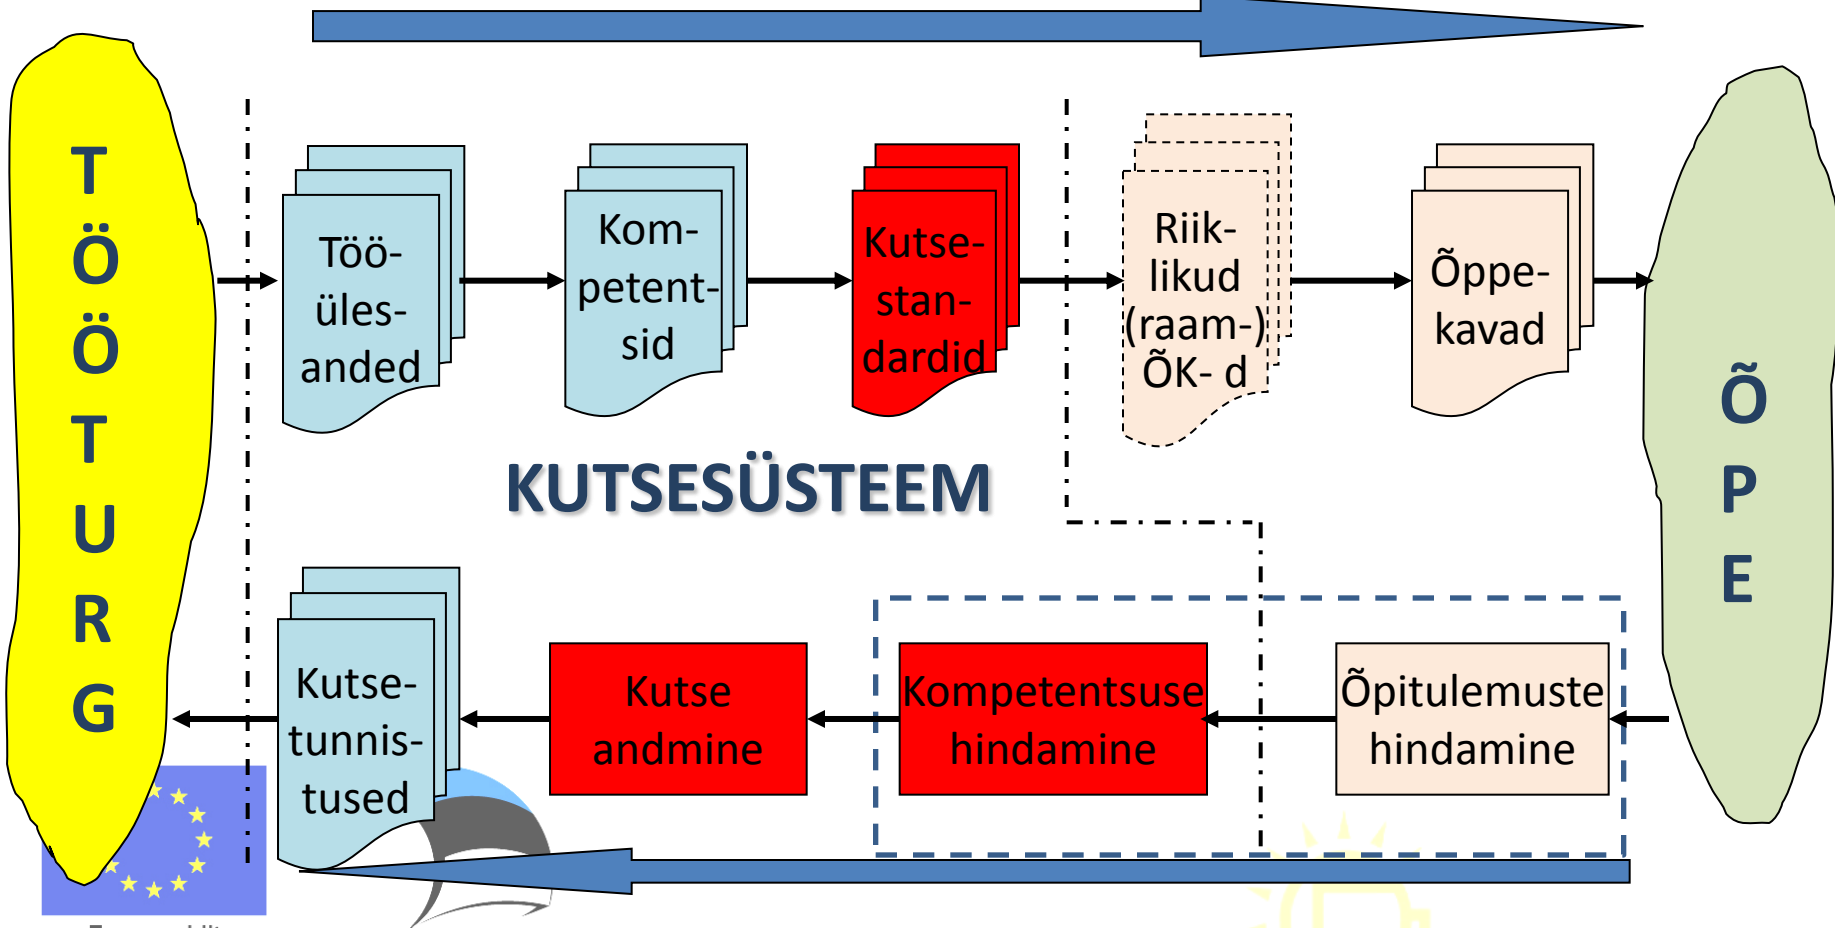 T
Ö
Ö
T
U
R
G
Töö-
üles-
anded
Kom-
petent-
sid
Kutse-
stan-
dardid
Riik-
likud
(raam-)
ÕK- d
Õppe-
kavad
Õ
P
E
KUTSESÜSTEEM
Kutse-
tunnis-
tused
Kutse
andmine
Kompetentsuse
hindamine
Õpitulemuste
hindamine